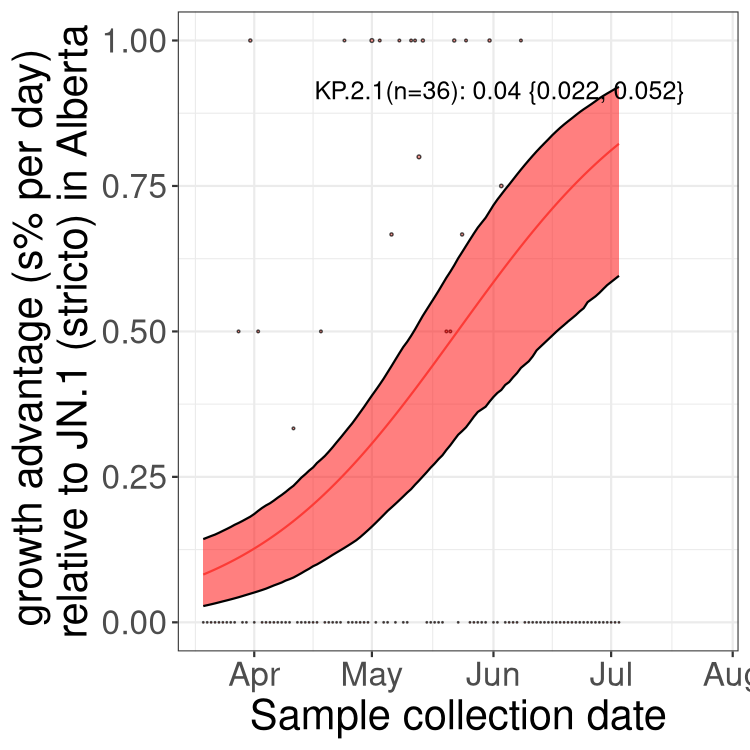 growth advantage (s% per day)
relative to JN.1 (stricto) in Alberta
1.00
0.75
0.50
0.25
0.00
KP.2.1(n=36): 0.04 {0.022, 0.052}
Apr May Jun Jul Aug
Sample collection date